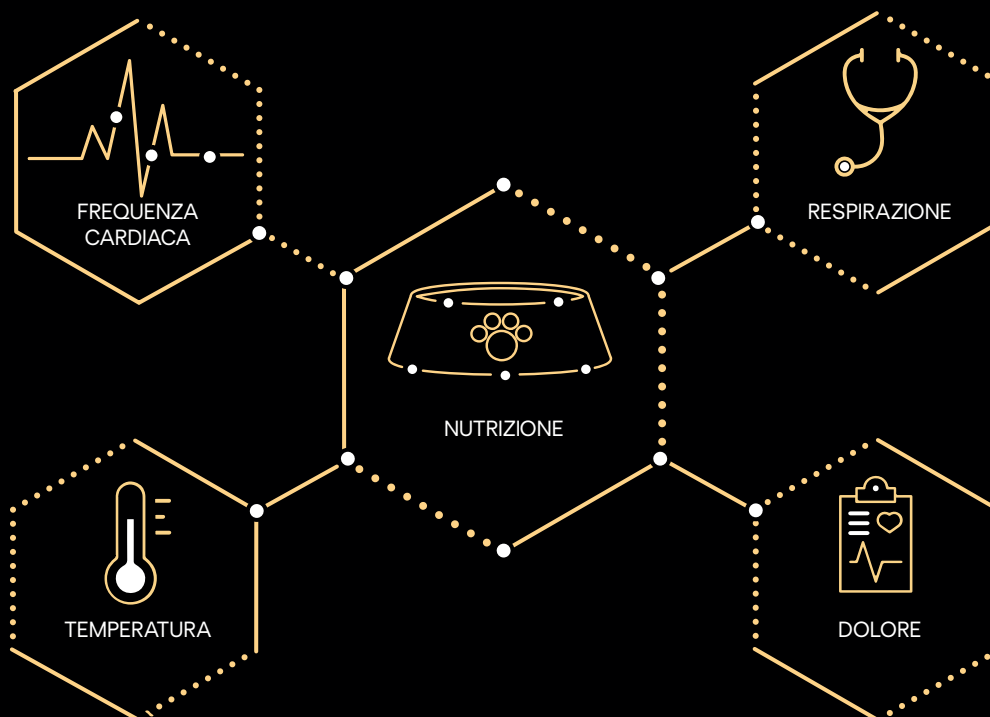 FREQUENZA
CARDIACA
RESPIRAZIONE
NUTRIZIONE
TEMPERATURA
DOLORE